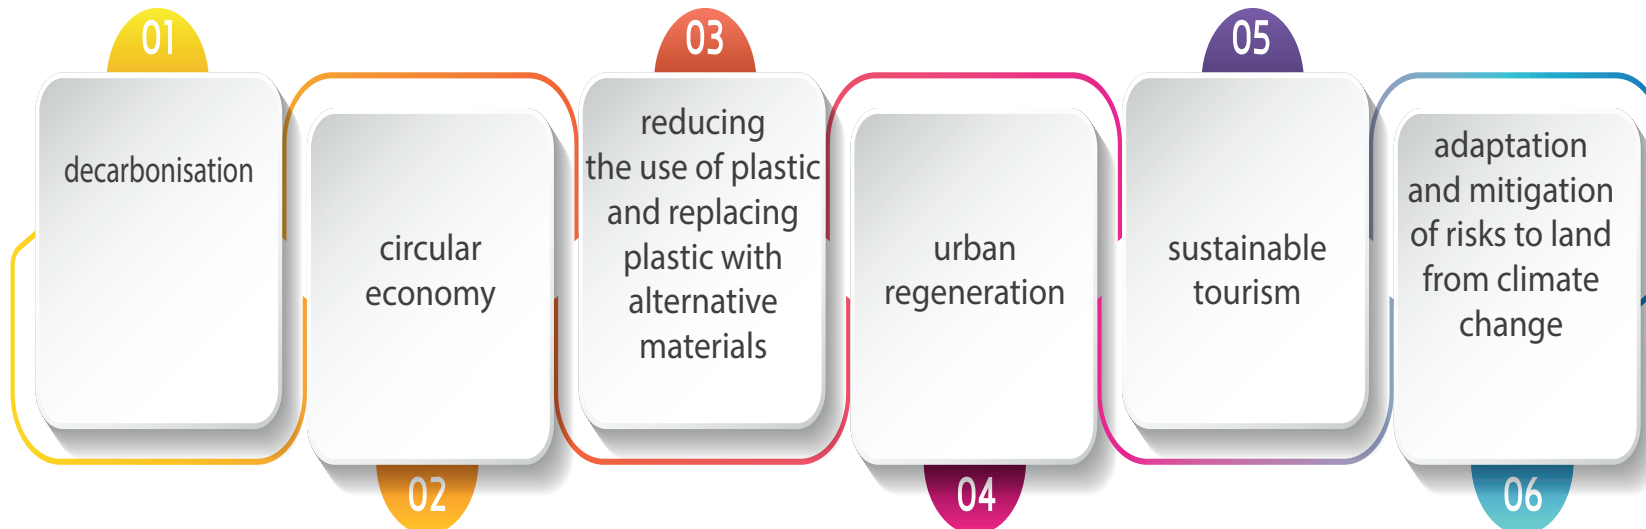 01
decarbonisation
circular
economy
02
03
reducing
the use of plastic
and replacing
plastic with
alternative
materials
urban
regeneration
04
05
sustainable
tourism
adaptation
and mitigation
of risks to land
from climate
change
06